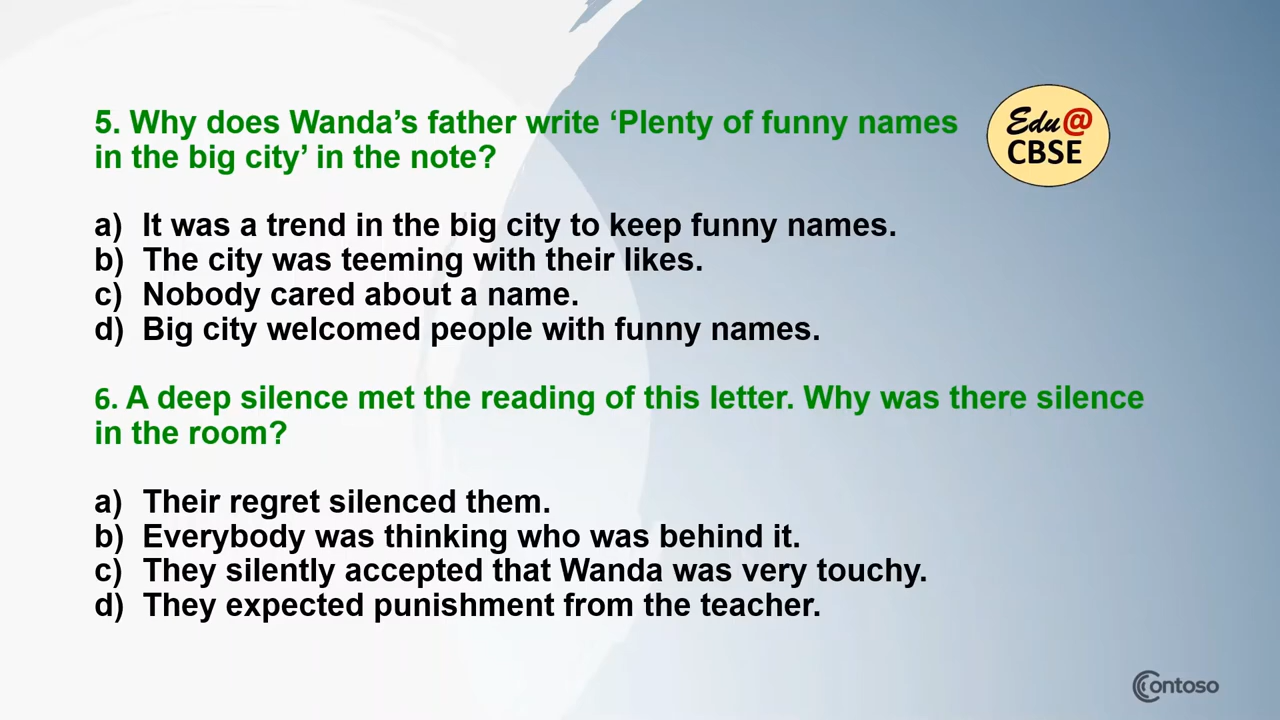 5. Why does Wanda’s father write ‘Plenty of funny names
in the big city’ in the note?
Edu@
CBSE
a) It was a trend in the big city to keep funny names.
b) The city was teeming with their likes.
c) Nobody cared about a name.
d) Big city welcomed people with funny names.
6. A deep silence met the reading of this letter. Why was there silence
in the room?
a) Their regret silenced them.
b) Everybody was thinking who was behind it.
c) They silently accepted that Wanda was very touchy.
d) They expected punishment from the teacher.
Contoso